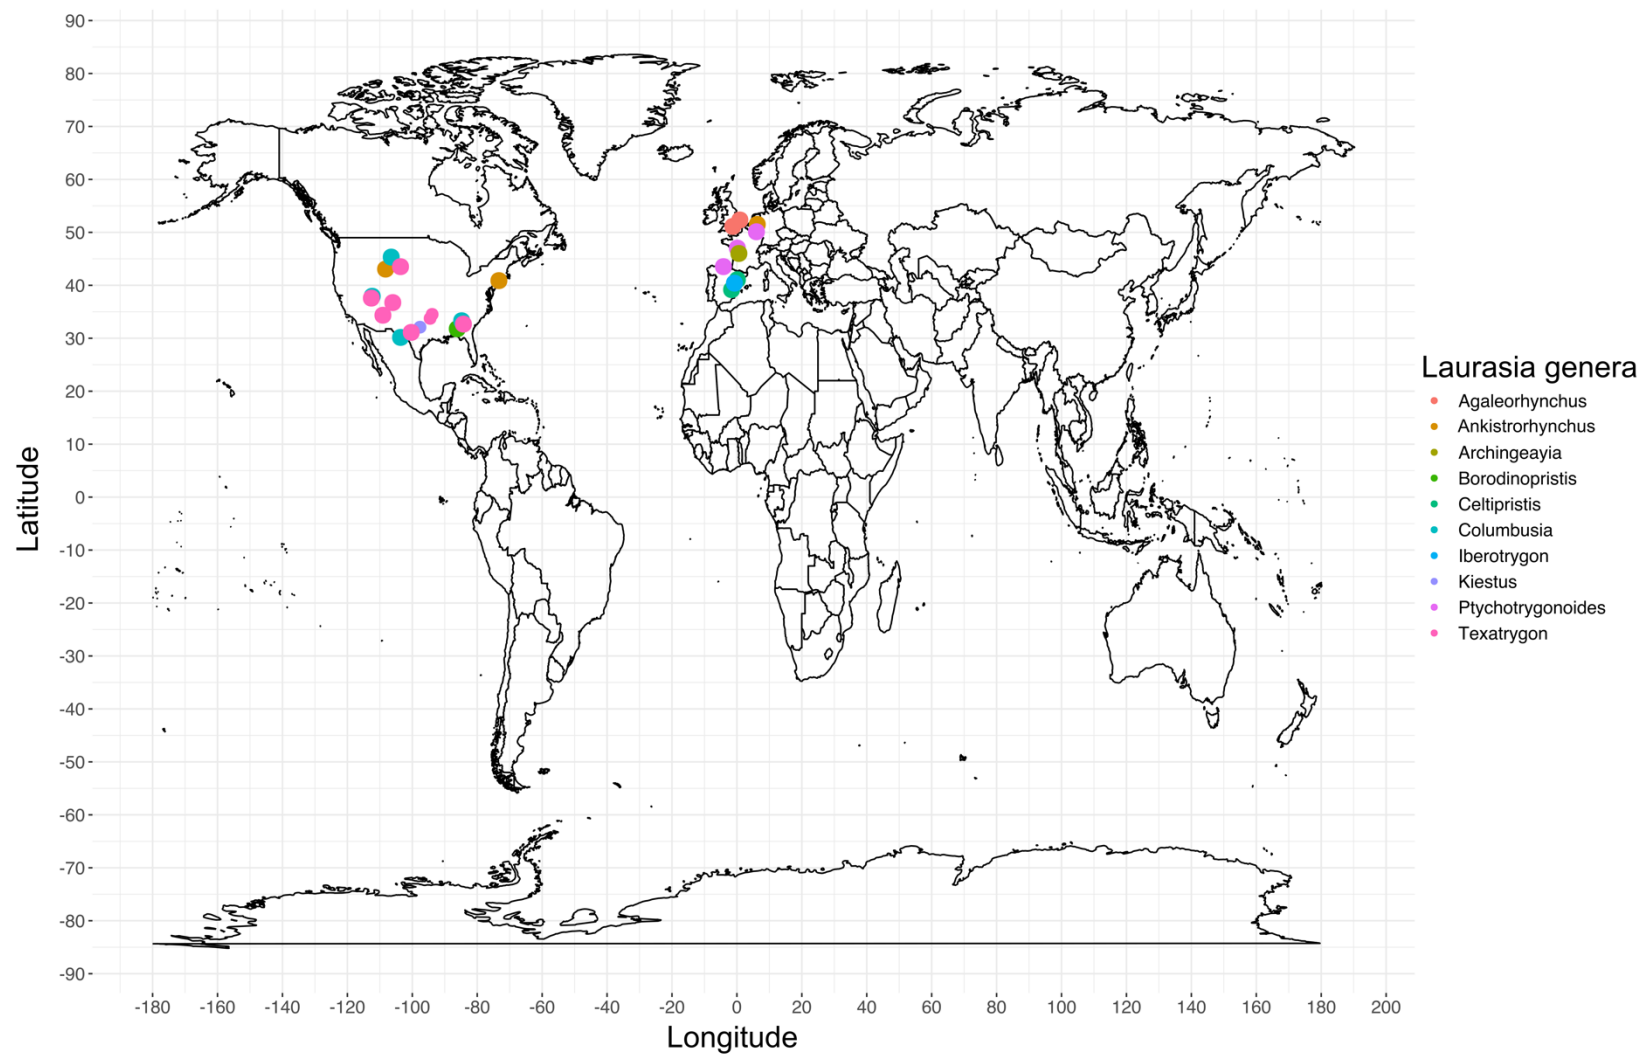 90
80
70
60
50
40
30
20
10
0
-10
-20
-30
-40
-50
-60
-70
-80
-90
Latitude
-180 -160 -140 -120 -100 -80 -60 -40 -20 0 20 40 60 80 100 120 140 160 180 200
Longitude
Laurasia genera
Agaleorhynchus
Ankistrorhynchus
Archingeayia
Borodinopristis
Celtipristis
Columbusia
Iberotrygon
Kiestus
Ptychotrygonoides
Texatrygon